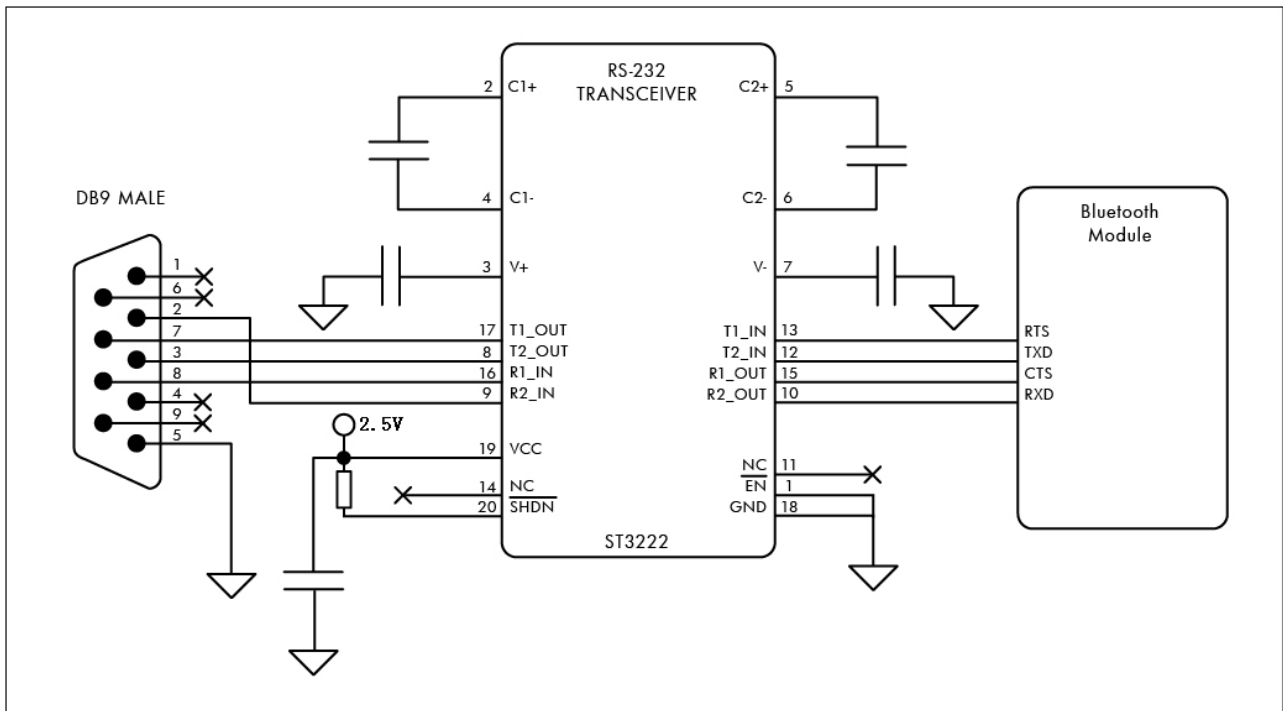 RS-232
TRANSCEIVER
2 C1+
C2+ 5
4 C1-
C2- 6
DB9 MALE
Bluetooth
Module
3 V+
V- 7
1
6
2
7
3
8
4
9
5
17 T1_OUT
8 T2_OUT
16 R1_IN
9 R2_IN
T1_IN 13
T2_IN 12
R1_OUT 15
R2_OUT 10
RTS
TXD
CTS
RXD
2.5V
19 VCC
14 NC
20 SHDN
NC 11
EN 1
GND 18
ST3222